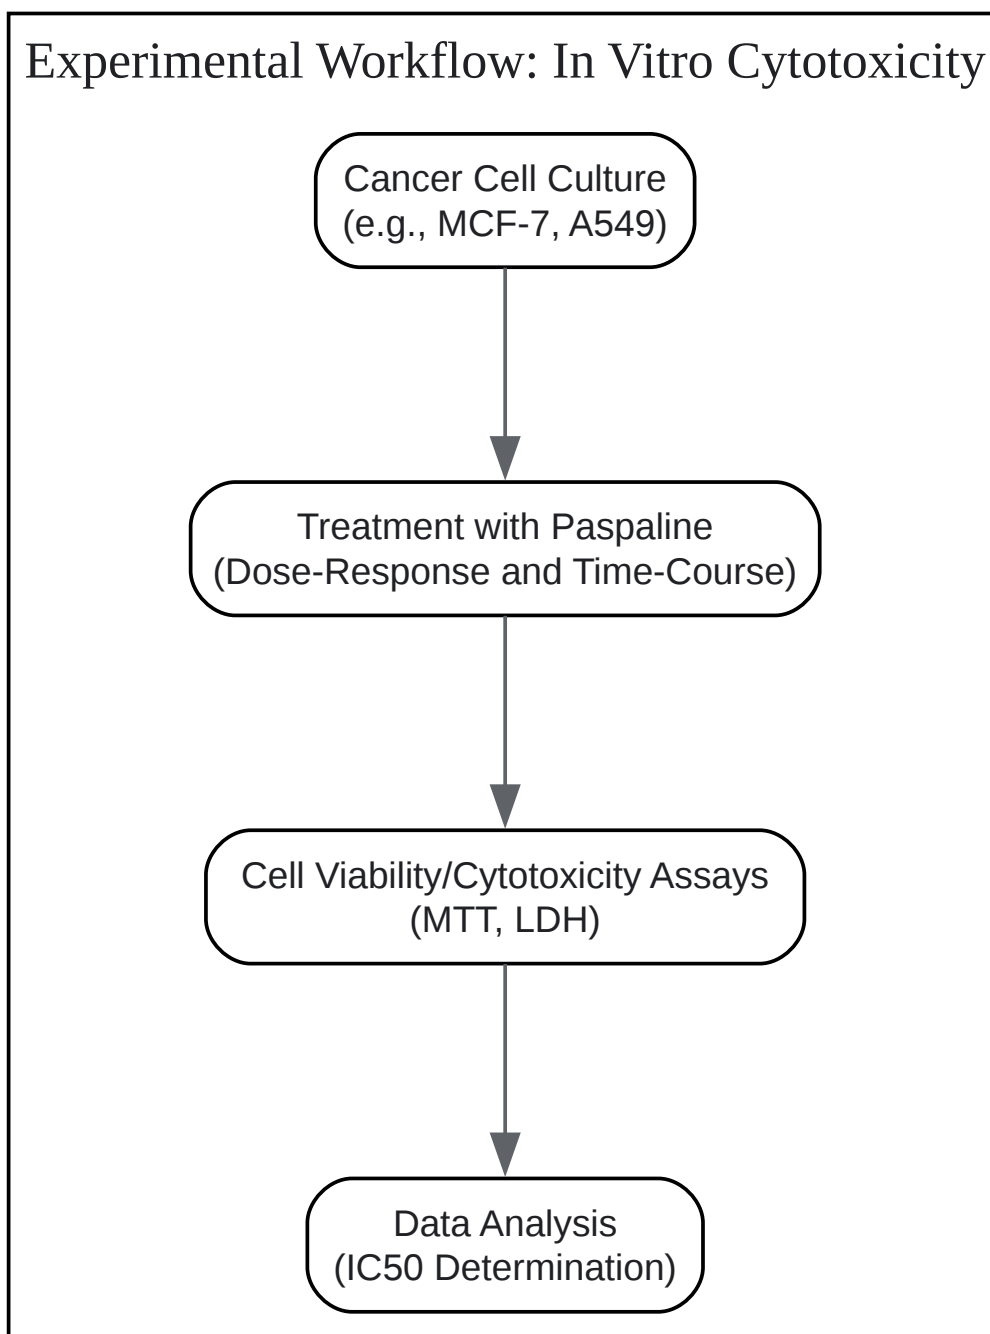 Experimental Workflow: In Vitro Cytotoxicity
Cancer Cell Culture
(e.g., MCF-7, A549)
Treatment with Paspaline
(Dose-Response and Time-Course)
Cell Viability/Cytotoxicity Assays
(MTT, LDH)
Data Analysis
(IC50 Determination)